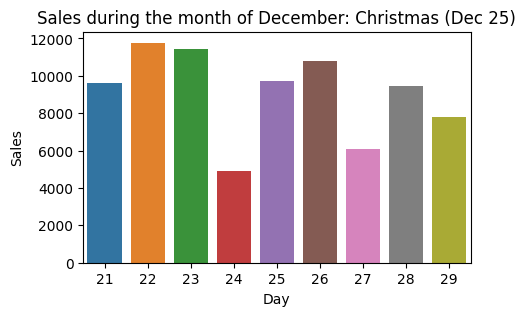 Sales during the month of December: Christmas (Dec 25)
12000
10000
8000
6000
4000
2000
0
Sales
21 22 23 24 25 26 27 28 29
Day